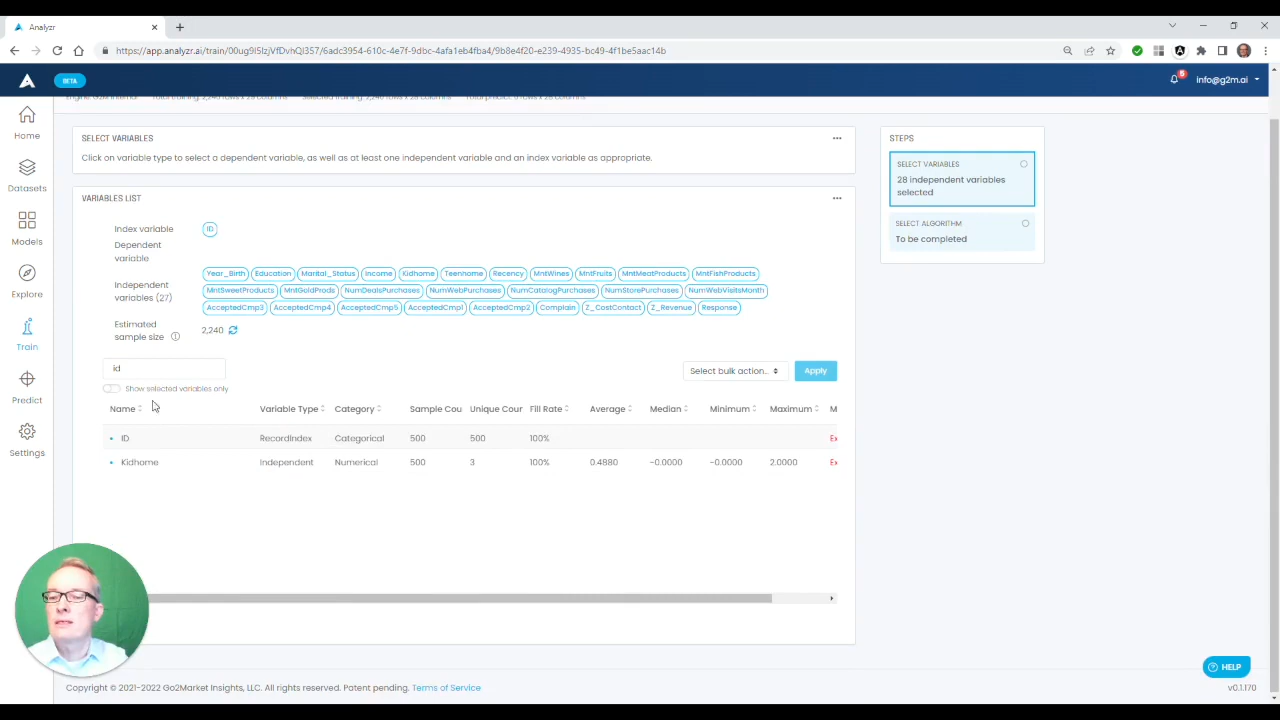 Analyzr
https://app.analyzr.ai/train/00ug9i5izjVfDvhQl357/6adc3954-610c-4e7f-9dbc-4afa1eb4fba4/9b8e4f20-e239-4935-bc49-4f1be5aac14b
BETA
6
info@g2m.ai
Home
Datasets
Models
Explore
Train
Predict
Settings
SELECT VARIABLES
Click on variable type to select a dependent variable, as well as at least one independent variable and an index variable as appropriate.
VARIABLES LIST
Index variable ID
Dependent
variable
Independent
variables (27)
Year_Birth Education Marital_Status Income Kidhome Teenhome Recency MntWines MntFruits MntMeatProducts MntFishProducts
MntSweetProducts MntGoldProds NumDealsPurchases NumWebPurchases NumCatalogPurchases NumStorePurchases NumWebVisitsMonth
AcceptedCmp3 AcceptedCmp4 AcceptedCmp5 AcceptedCmp1 AcceptedCmp2 Complain Z_CostContact Z_Revenue Response
Estimated
sample size
2,240
id
Select bulk action.. Apply
Show selected variables only
Name Variable Type Category Sample Cou Unique Cour Fill Rate Average Median Minimum Maximum M
ID RecordIndex Categorical 500 500 100% Ex
Kidhome Independent Numerical 500 3 100% 0.4880 -0.0000 -0.0000 2.0000 Ex
STEPS
SELECT VARIABLES
28 independent variables
selected
SELECT ALGORITHM
To be completed
HELP
Copyright © 2021-2022 Go2Market Insights, LLC. All rights reserved. Patent pending. Terms of Service
v0.1.170